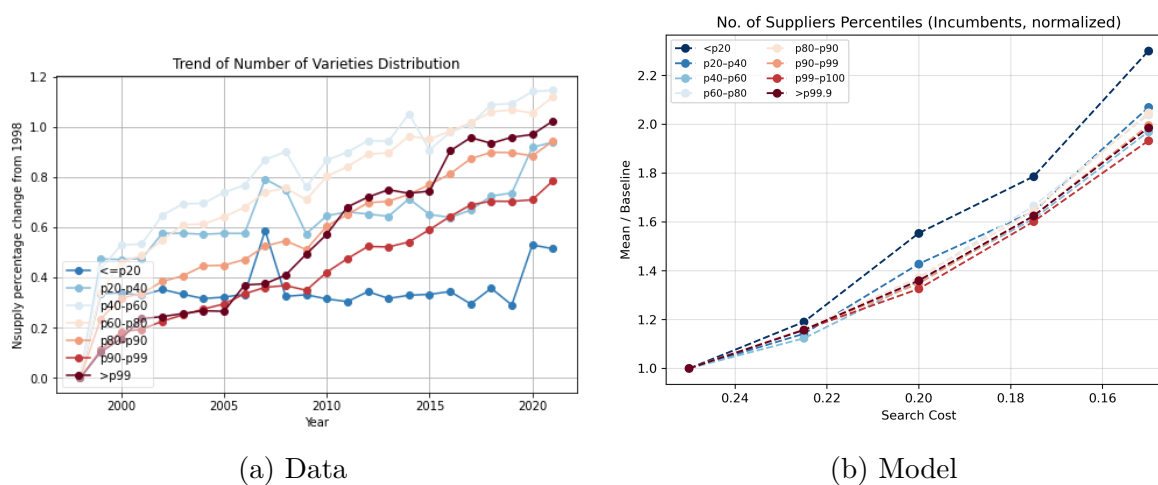 Trend of Number of Varieties Distribution
Nsupply percentage change from 1998
1.2
1.0
0.8
0.6
0.4
0.2
0.0
<=p20
p20-p40
p40-p60
p60-p80
p80-p90
p90-p99
>p99
2000 2005 2010 2015 2020
Year
(a) Data
No. of Suppliers Percentiles (Incumbents, normalized)
Mean / Baseline
2.2
2.0
1.8
1.6
1.4
1.2
1.0
<p20 p80–p90
p20–p40 p90–p99
p40–p60 p99–p100
p60–p80 >p99.9
0.24 0.22 0.20 0.18 0.16
Search Cost
(b) Model